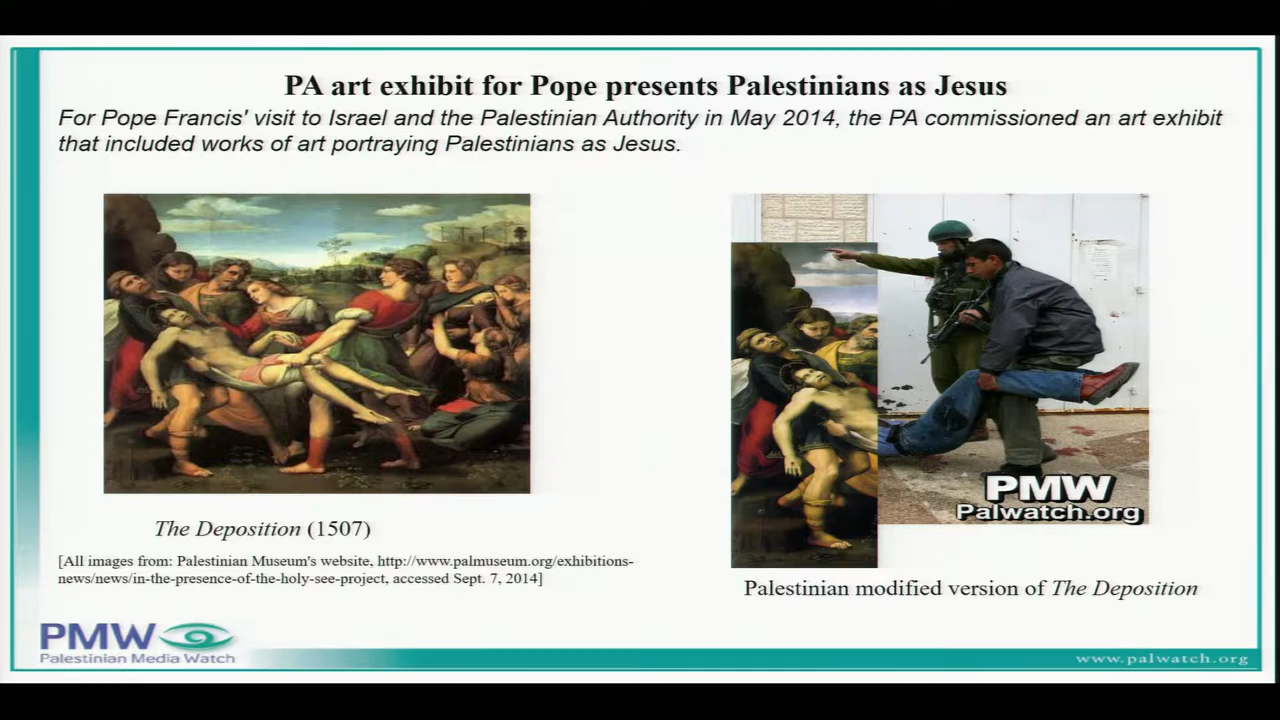 PA art exhibit for Pope presents Palestinians as Jesus
For Pope Francis' visit to Israel and the Palestinian Authority in May 2014, the PA commissioned an art exhibit
that included works of art portraying Palestinians as Jesus.
PMW
Palwatch.org
The Deposition (1507)
[All images from: Palestinian Museum's website, http://www.palmuseum.org/exhibitions-
news/news/in-the-presence-of-the-holy-see-project, accessed Sept. 7, 2014]
Palestinian modified version of The Deposition
PMW
Palestinian Media Watch
www.palwatch.org